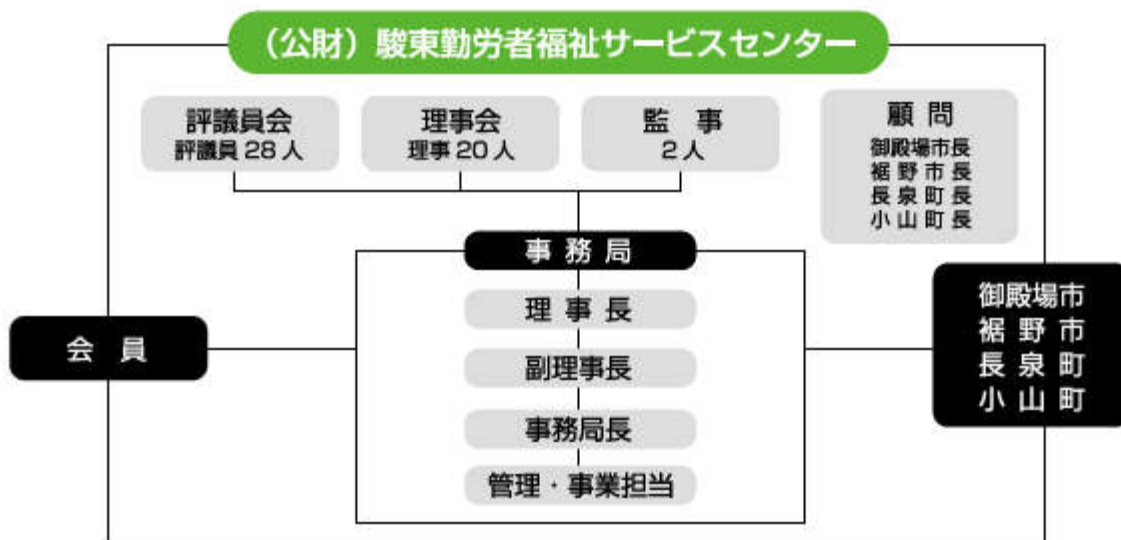 （公財）駿東勤労者福祉サービスセンター
評議員会
評議員28人
理事会
理事20人
監　事
2人
顧 問
御殿場市長
裾 野 市 長
長 泉 町 長
小 山 町 長
事 務 局
理 事 長
副理事長
事務局長
管理・事業担当
会　員
御殿場市
裾 野 市
長 泉 町
小 山 町